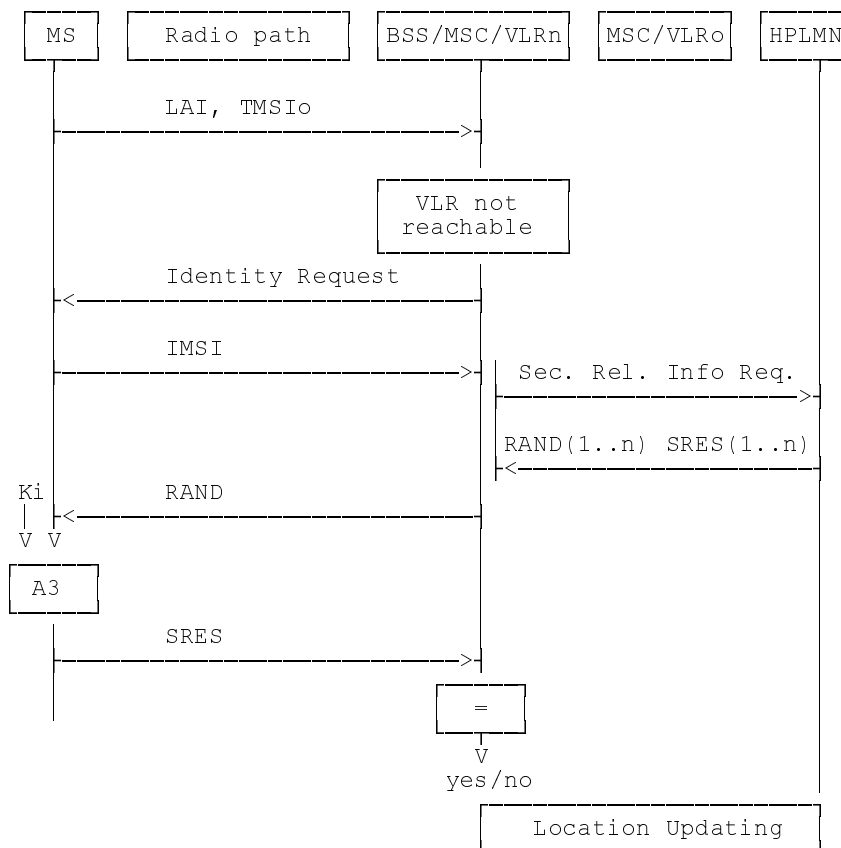 MS Radio path BSS/MSC/VLRn MSC/VLRo HPLMN
LAI, TMSIo
VLR not
reachable
Identity Request
IMSI
Sec. Rel. Info Req.
RAND(1..n) SRES(1..n)
Ki RAND
V V
A3
SRES
=
V
yes/no
Location Updating